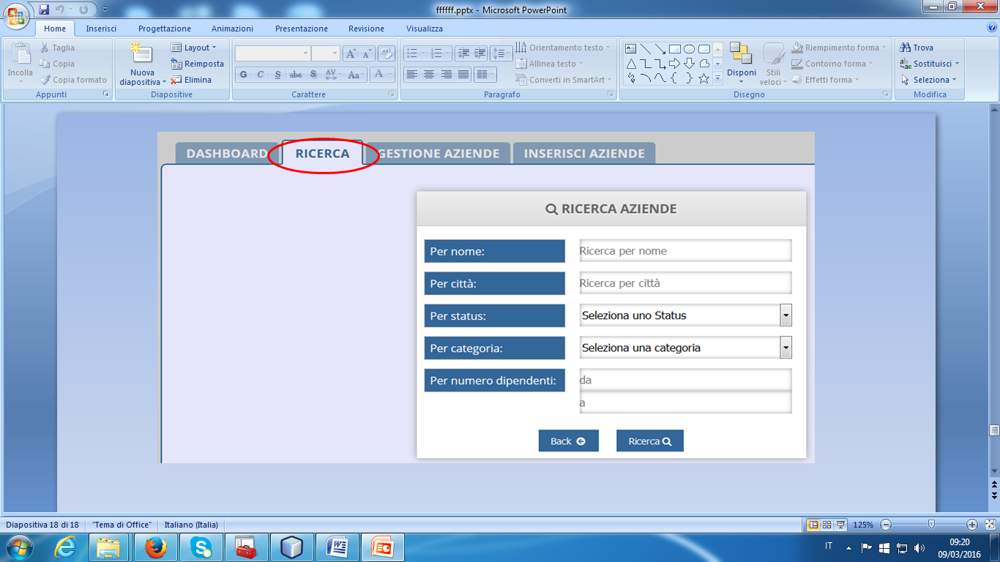 ffffff.pptx - Microsoft PowerPoint
Home Inserisci Progettazione Animazioni Presentazione Revisione Visualizza
Incolla
Taglia
Copia
Copia formato
Appunti
Nuova
diapositiva
Layout
Reimposta
Elimina
Diapositive
G C S abc S AV Aa A
Carattere
Orientamento testo
Allinea testo
Converti in SmartArt
Paragrafo
Disponi
Stili
veloci
Riempimento forma
Contorno forma
Effetti forma
Disegno
Trova
Sostituisci
Seleziona
Modifica
DASHBOARD RICERCA GESTIONE AZIENDE INSERISCI AZIENDE
RICERCA AZIENDE
Per nome: Ricerca per nome
Per città: Ricerca per città
Per status: Seleziona uno Status
Per categoria: Seleziona una categoria
Per numero dipendenti: da
a
Back Ricerca
Diapositiva 18 di 18 "Tema di Office" Italiano (Italia) 125%
IT 09:20
09/03/2016